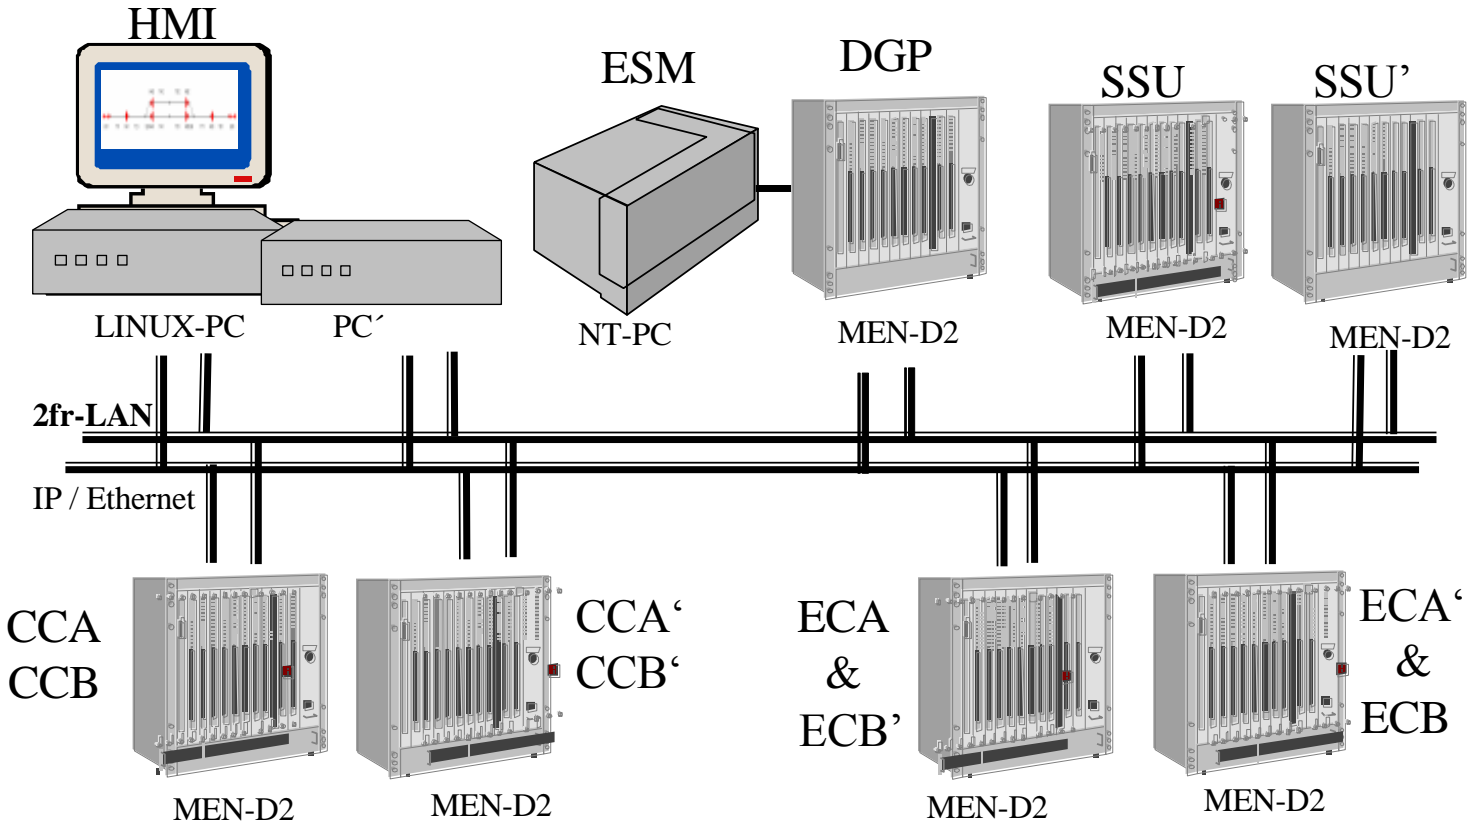 HMI
ESM
DGP
SSU
SSU’
LINUX-PC
PC´
NT-PC
MEN-D2
MEN-D2
MEN-D2
2fr-LAN
IP / Ethernet
CCA
CCB
CCA‘
CCB‘
ECA
&
ECB’
ECA‘
&
ECB
MEN-D2
MEN-D2
MEN-D2
MEN-D2